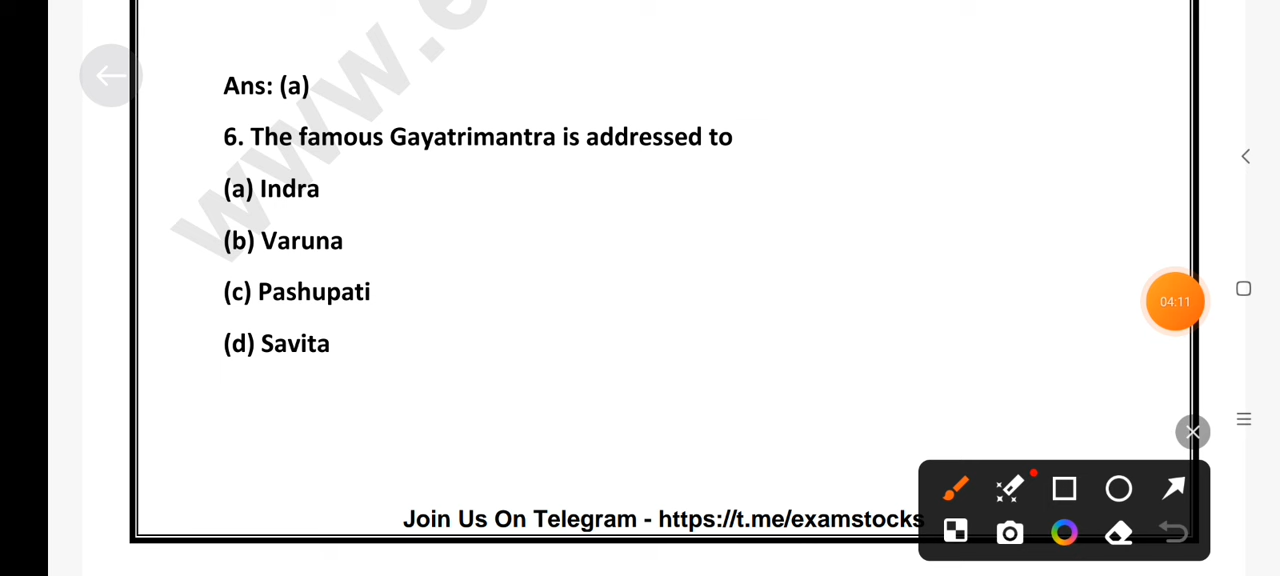 www.e
Ans: (a)
6. The famous Gayatrimantra is addressed to
(a) Indra
(b) Varuna
(c) Pashupati
(d) Savita
04:11
Join Us On Telegram - https://t.me/examstocks